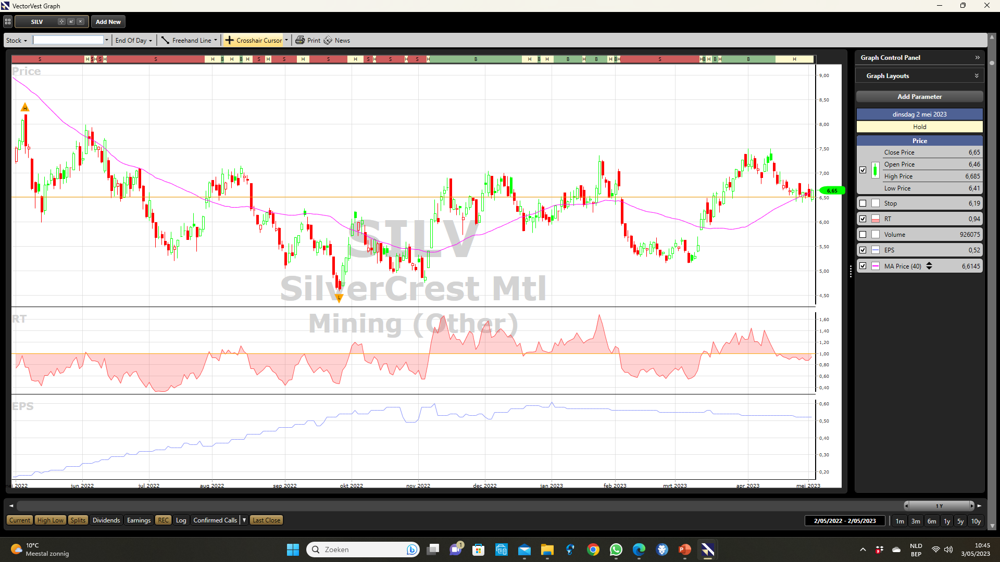 VectorVest Graph
SILV
Add New
Stock
End Of Day
Freehand Line
Crosshair Cursor
Print
News
S H S H S H S H B H B H S H S H S H S H S H S H B H B H B H B H B H S H B H B H B H
Price
9,00
8,50
8,00
7,50
7,00
6,65
6,50
6,00
5,50
5,00
4,50
H
L
SILV
SilverCrest Mtl
Mining (Other)
RT
1,60
1,40
1,20
1,00
0,80
0,60
0,40
EPS
0,60
0,50
0,40
0,30
0,20
ei 2022 jun 2022 jul 2022 aug 2022 sep 2022 okt 2022 nov 2022 dec 2022 jan 2023 feb 2023 mrt 2023 apr 2023 mei 2023
Graph Control Panel
Graph Layouts
Add Parameter
dinsdag 2 mei 2023
Hold
Price
Close Price 6,65
Open Price 6,46
High Price 6,685
Low Price 6,41
Stop 6,19
RT 0,94
Volume 926075
EPS 0,52
MA Price (40) 6,6145
1 Y
Current High Low Splits Dividends Earnings REC Log Confirmed Calls Last Close
2/05/2022 - 2/05/2023 1m 3m 6m 1y 5y 10y
10°C
Meestal zonnig
Zoeken
1
9
NLD
BEP
10:45
3/05/2023